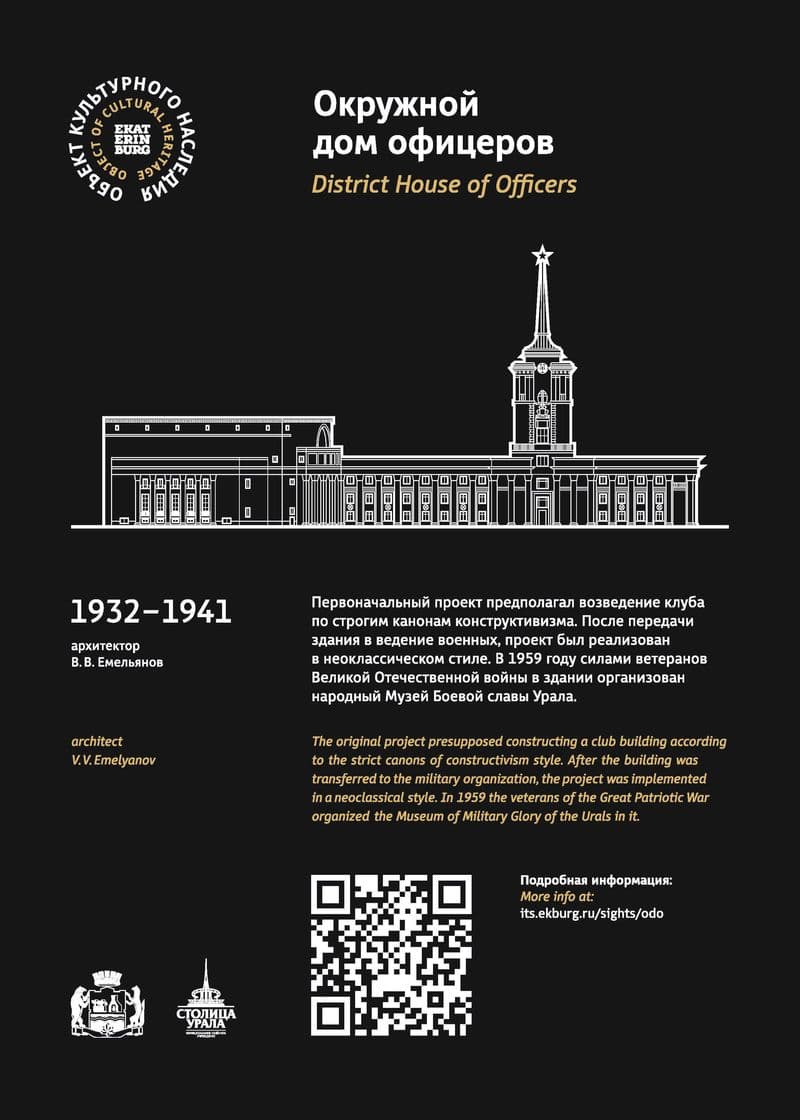 ОБЪЕКТ КУЛЬТУРНОГО НАСЛЕДИЯ
OBJECT OF CULTURAL HERITAGE
EKAT
ERIN
BURG
Окружной
дом офицеров
District House of Officers
1932–1941
архитектор
В. В. Емельянов
Первоначальный проект предполагал возведение клуба
по строгим канонам конструктивизма. После передачи
здания в ведение военных, проект был реализован
в неоклассическом стиле. В 1959 году силами ветеранов
Великой Отечественной войны в здании организован
народный Музей Боевой славы Урала.
architect
V. V. Emelyanov
The original project presupposed constructing a club building according
to the strict canons of constructivism style. After the building was
transferred to the military organization, the project was implemented
in a neoclassical style. In 1959 the veterans of the Great Patriotic War
organized the Museum of Military Glory of the Urals in it.
Подробная информация:
More info at:
its.ekburg.ru/sights/odo
СТОЛИЦА
УРАЛА